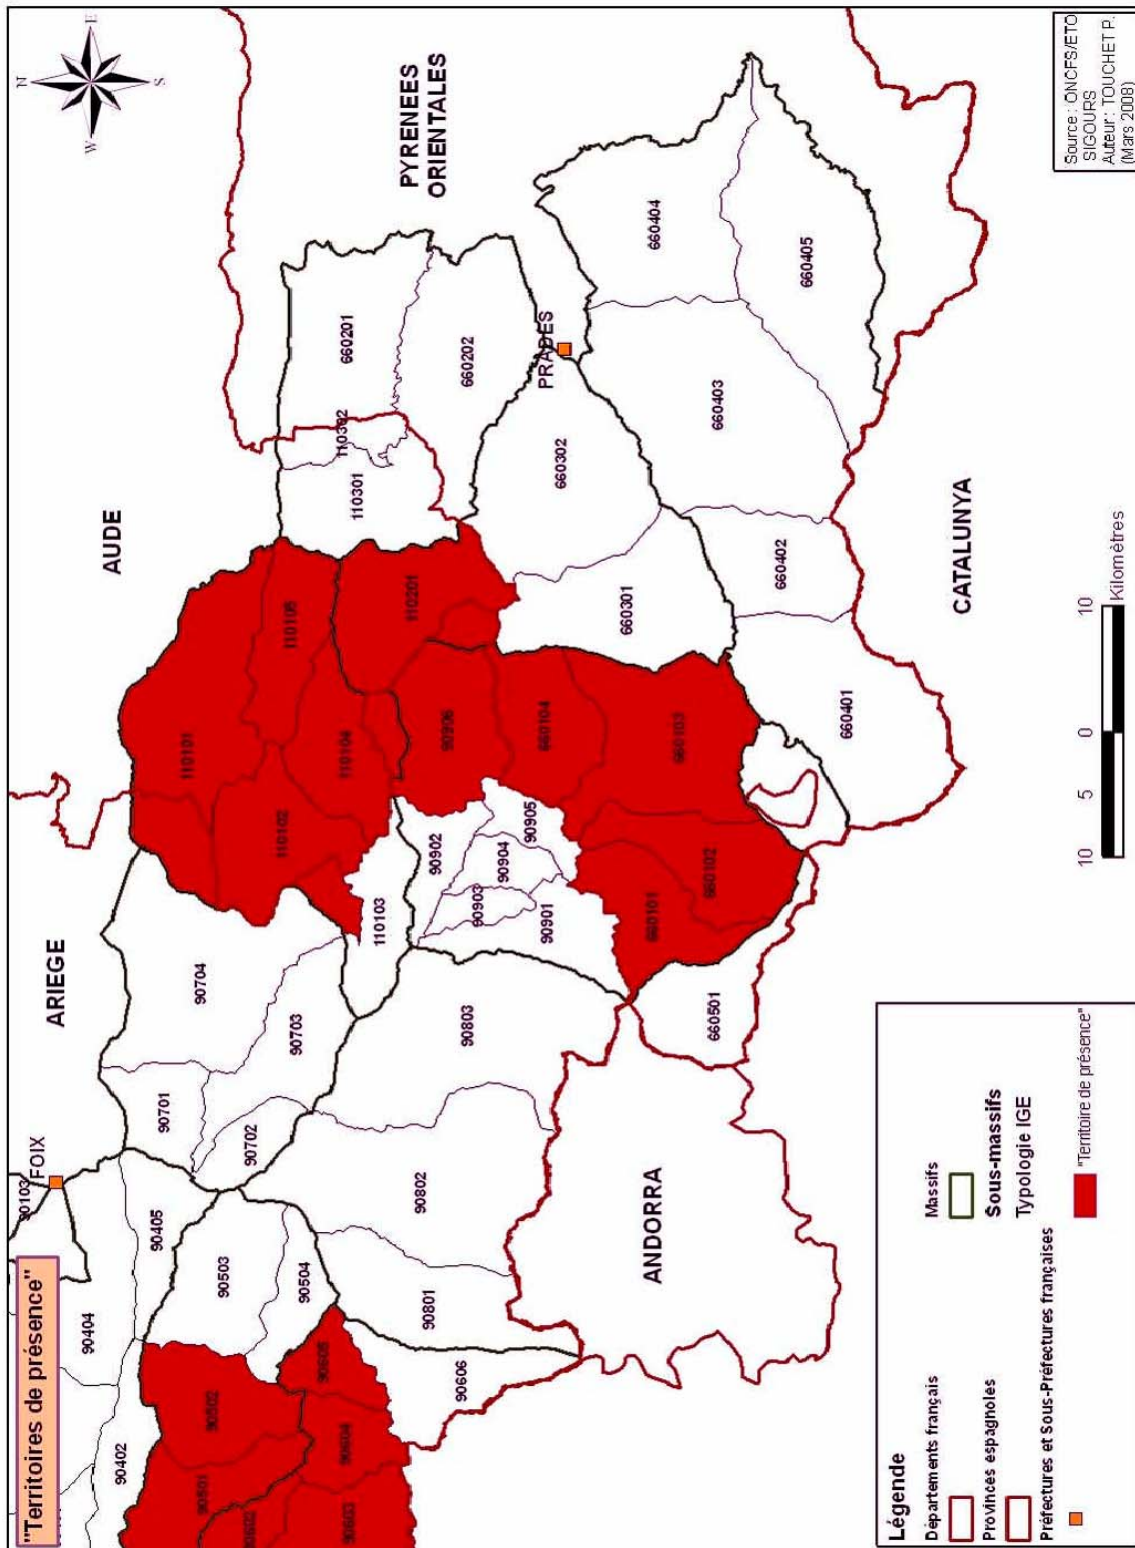 "Territoires de présence"
N
E
S
W
FOIX
90103
ARIEGE
AUDE
PYRENEES
ORIENTALES
90404
90405
90402
90701
90704
110101
110102
110105
110104
110103
110301
110302
660201
660202
90503
90504
90502
90501
90702
90703
90605
90604
90603
90602
90606
90801
90802
90803
90902
90903
90904
90905
90901
90906
110201
660104
660103
660101
660102
660501
660301
660302
PRADES
660401
660402
660403
660404
660405
ANDORRA
CATALUNYA
Légende
Départements français
Provinces espagnoles
Préfectures et Sous-Préfectures françaises
Massifs
Sous-massifs
Typologie IGE
"Territoire de présence"
10 5 0 10
Kilomètres
Source : ONCFS/ETO
SIGOURS
Auteur : TOUCHET P.
(Mars 2008)